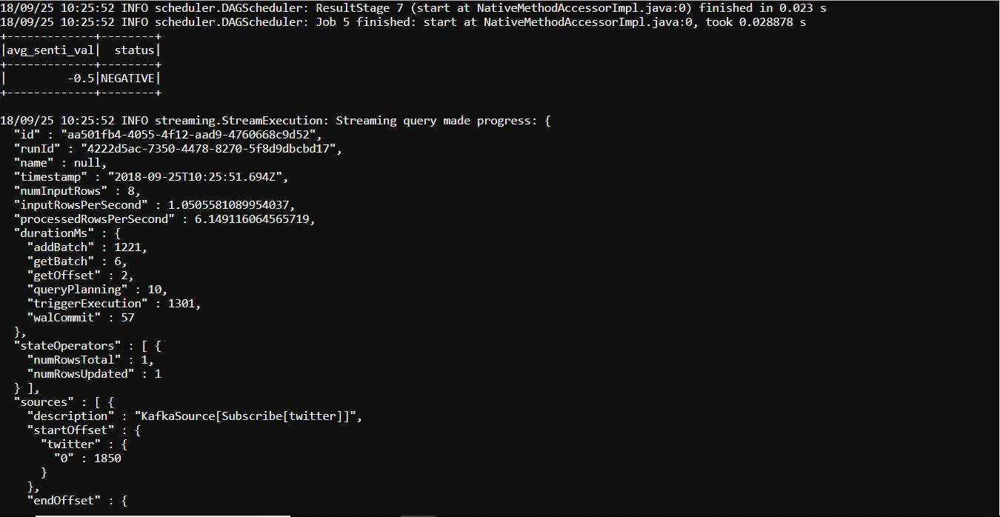 18/09/25 10:25:52 INFO scheduler.DAGScheduler: ResultStage 7 (start at NativeMethodAccessorImpl.java:0) finished in 0.023 s
18/09/25 10:25:52 INFO scheduler.DAGScheduler: Job 5 finished: start at NativeMethodAccessorImpl.java:0, took 0.028878 s
+-------------+--------+
|avg_senti_val|  status|
+-------------+--------+
|         -0.5|NEGATIVE|
+-------------+--------+

18/09/25 10:25:52 INFO streaming.StreamExecution: Streaming query made progress: {
  "id" : "aa501fb4-4055-4f12-aad9-4760668c9d52",
  "runId" : "4222d5ac-7350-4478-8270-5f8d9dbcbd17",
  "name" : null,
  "timestamp" : "2018-09-25T10:25:51.694Z",
  "numInputRows" : 8,
  "inputRowsPerSecond" : 1.0505581089954037,
  "processedRowsPerSecond" : 6.149116064565719,
  "durationMs" : {
    "addBatch" : 1221,
    "getBatch" : 6,
    "getOffset" : 2,
    "queryPlanning" : 10,
    "triggerExecution" : 1301,
    "walCommit" : 57
  },
  "stateOperators" : [ {
    "numRowsTotal" : 1,
    "numRowsUpdated" : 1
  } ],
  "sources" : [ {
    "description" : "KafkaSource[Subscribe[twitter]]",
    "startOffset" : {
      "twitter" : {
        "0" : 1850
      }
    },
    "endOffset" : {